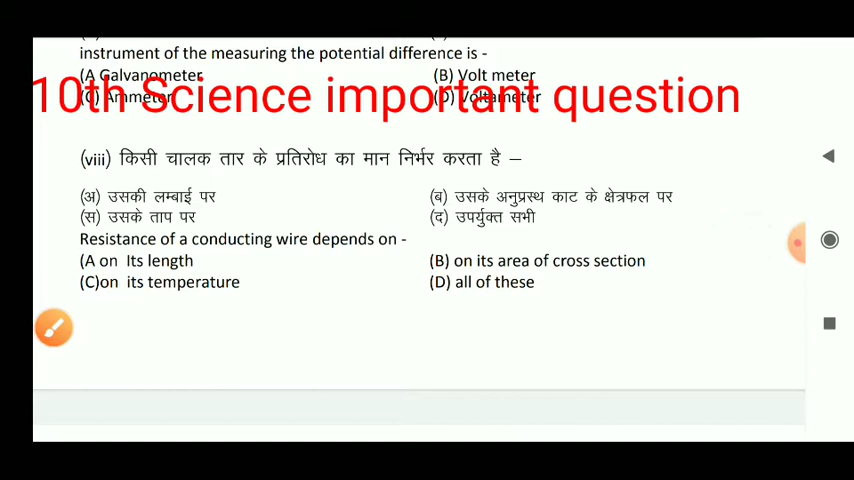 instrument of the measuring the potential difference is -
(A Galvanometer (B) Volt meter
(C) Ammeter (D) Voltameter
10th Science important question
(viii) किसी चालक तार के प्रतिरोध का मान निर्भर करता है –
(अ) उसकी लम्बाई पर (ब) उसके अनुप्रस्थ काट के क्षेत्रफल पर
(स) उसके ताप पर (द) उपर्युक्त सभी
Resistance of a conducting wire depends on -
(A on Its length (B) on its area of cross section
(C)on its temperature (D) all of these